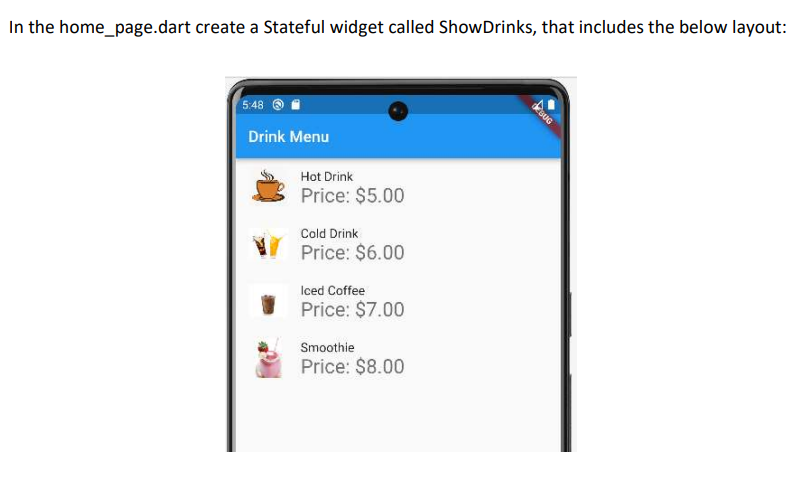 In the home_page.dart create a Stateful widget called ShowDrinks, that includes the below layout:
5:48
DEBUG
Drink Menu
Hot Drink
Price: $5.00
Cold Drink
Price: $6.00
Iced Coffee
Price: $7.00
Smoothie
Price: $8.00